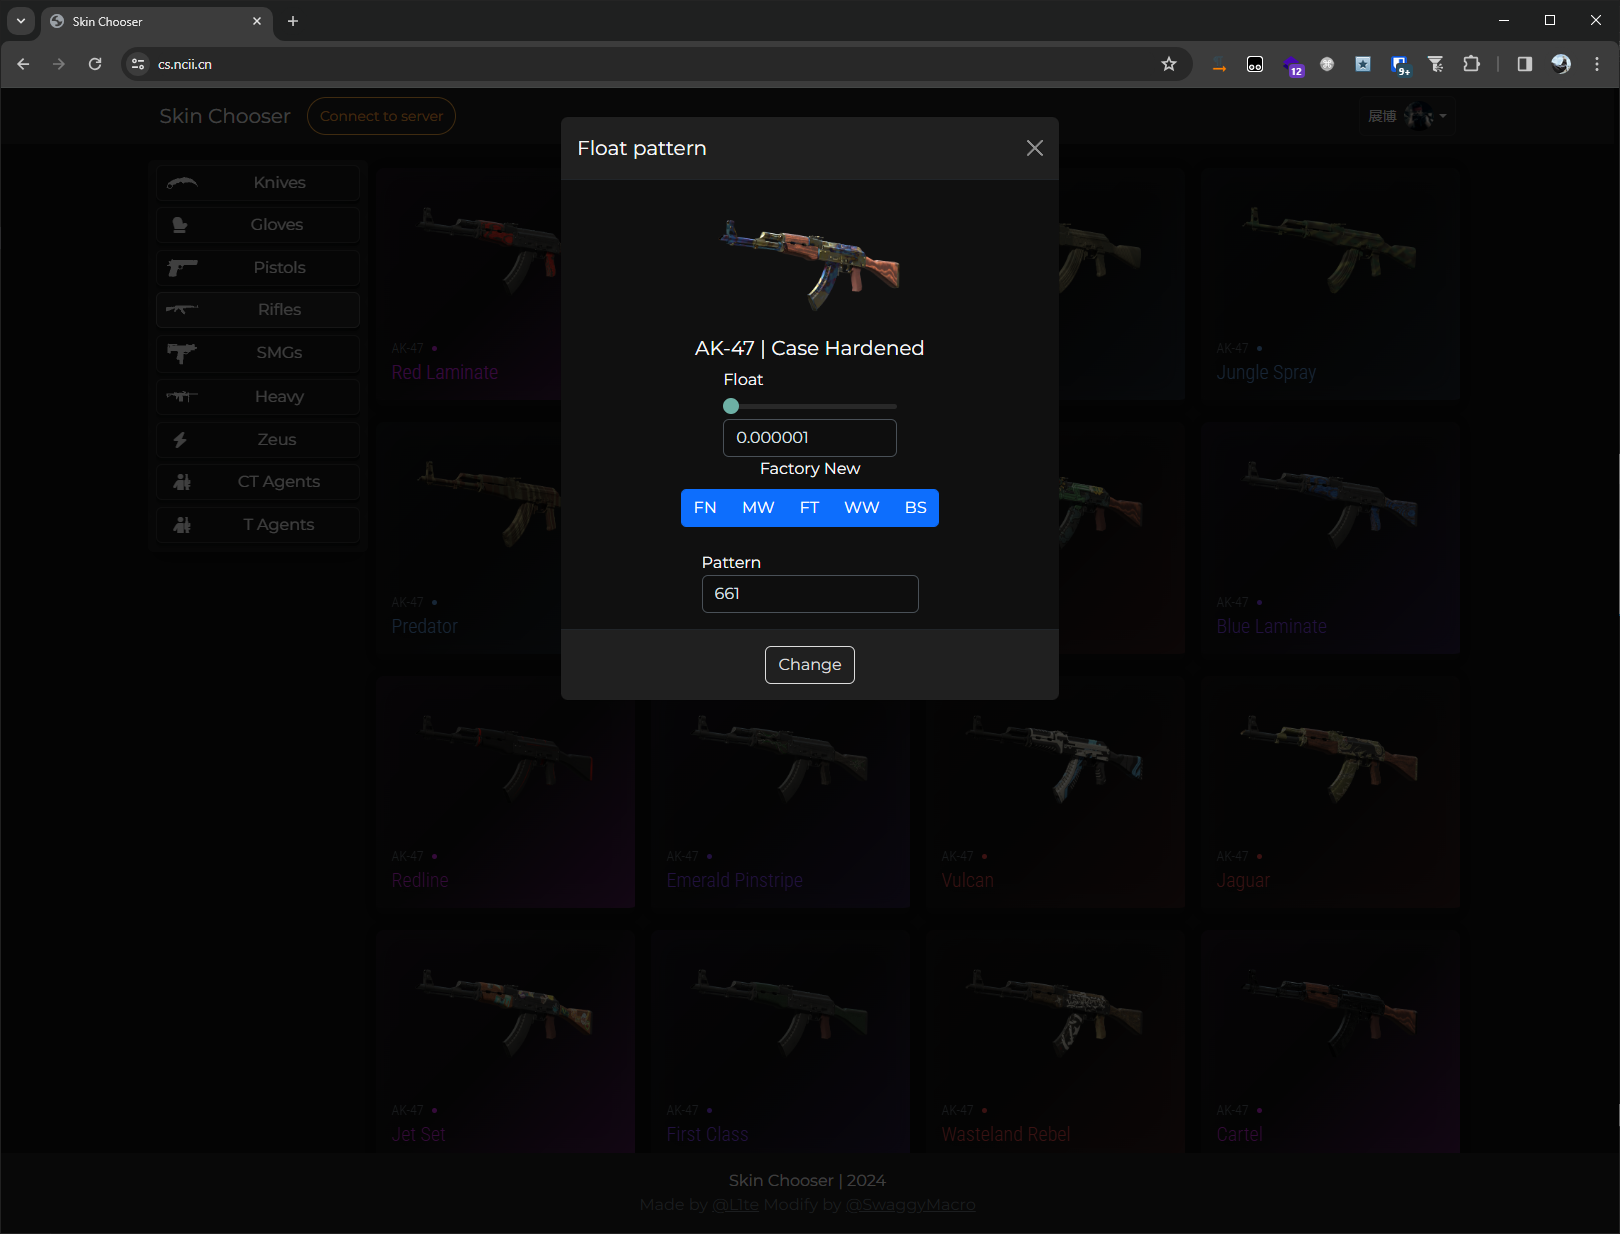 Skin Chooser
cs.ncii.cn
12
9+
Skin Chooser
Connect to server
展博
Knives
Gloves
Pistols
Rifles
SMGs
Heavy
Zeus
CT Agents
T Agents
Float pattern
AK-47 | Case Hardened
Float
0.000001
Factory New
FN MW FT WW BS
Pattern
661
Change
AK-47
Red Laminate
AK-47
Jungle Spray
AK-47
Predator
AK-47
Blue Laminate
AK-47
Redline
AK-47
Emerald Pinstripe
AK-47
Vulcan
AK-47
Jaguar
AK-47
Jet Set
AK-47
First Class
AK-47
Wasteland Rebel
AK-47
Cartel
Skin Chooser | 2024
Made by @L1te Modify by @SwaggyMacro